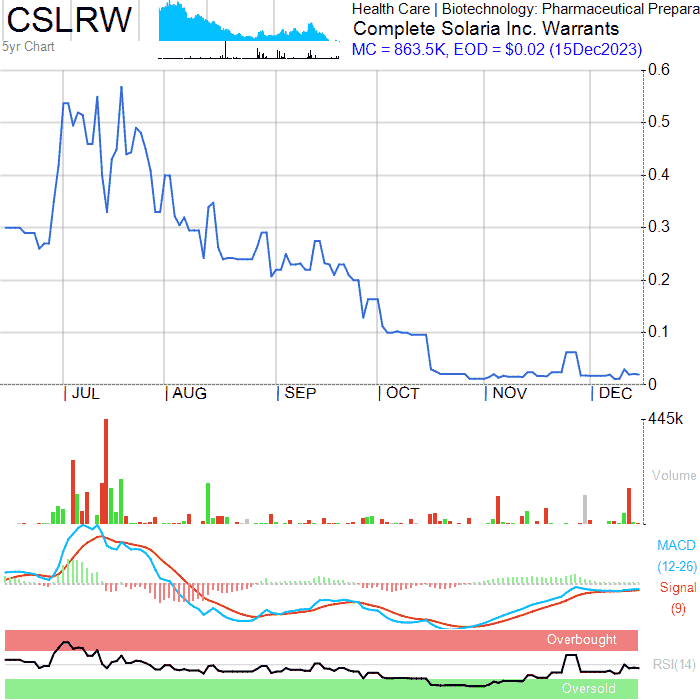 CSLRW
5yr Chart
Health Care | Biotechnology: Pharmaceutical Prepara
Complete Solaria Inc. Warrants
MC = 863.5K, EOD = $0.02 (15Dec2023)
0.6
0.5
0.4
0.3
0.2
0.1
0
JUL AUG SEP OCT NOV DEC
445k
Volume
MACD
(12-26)
Signal
(9)
Overbought
RSI(14)
Oversold